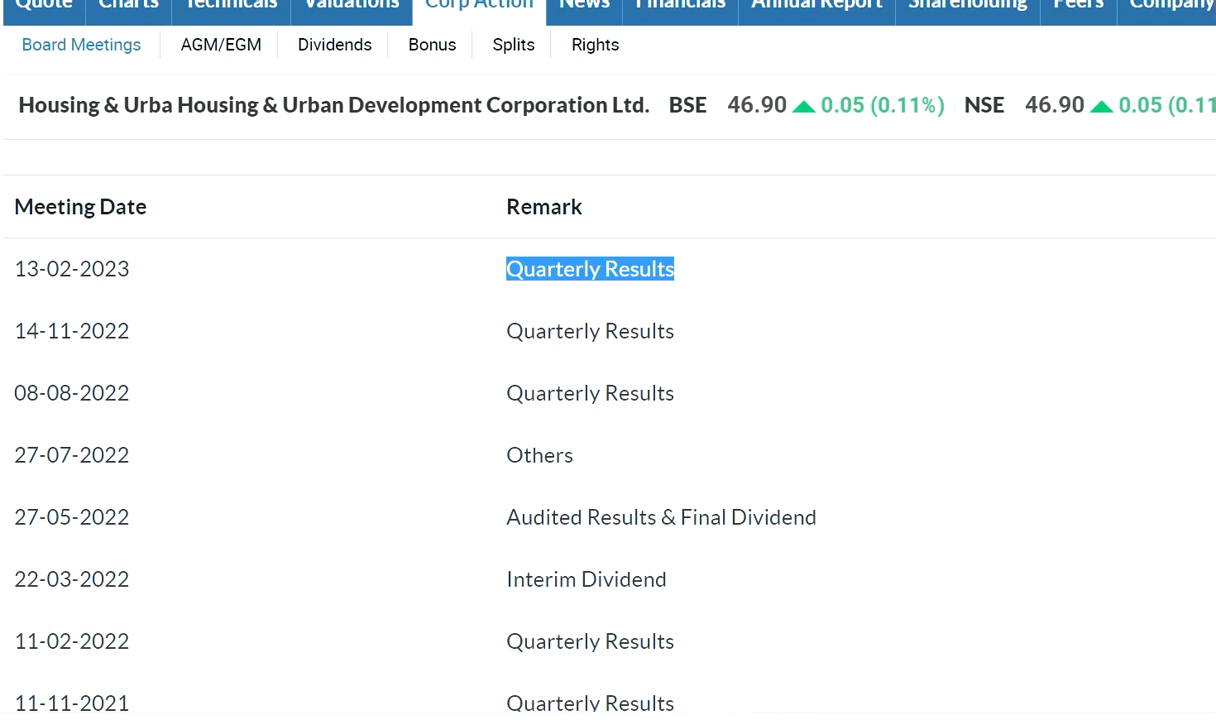 Quote Charts Technicals Valuations Corp Action News Financials Annual Report Shareholding Peers Company
Board Meetings AGM/EGM Dividends Bonus Splits Rights
Housing & Urba Housing & Urban Development Corporation Ltd. BSE 46.90 0.05 (0.11%) NSE 46.90 0.05 (0.11
Meeting Date Remark
13-02-2023 Quarterly Results
14-11-2022 Quarterly Results
08-08-2022 Quarterly Results
27-07-2022 Others
27-05-2022 Audited Results & Final Dividend
22-03-2022 Interim Dividend
11-02-2022 Quarterly Results
11-11-2021 Quarterly Results